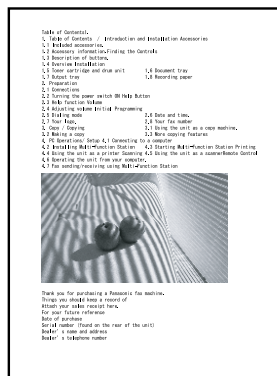 Table of Contents1.
1. Table of Contents / Introduction and Installation Accessories
1.1 Included accessories.
1.2 Accessory information.Finding the Controls
1.3 Description of buttons,
1.4 Overview Installation
1.5 Toner cartridge and drum unit 1.6 Document tray
1.7 Output tray 1.8 Recording paper
2. Preparation
2.1 Connections
2.2 Turning the power switch ON Help Button
2.3 Help function Volume
2.4 Adjusting volume Initial Programming
2.5 Dialing mode 2.6 Date and time,
2.7 Your logo, 2.8 Your fax number
3. Copy / Copying 3.1 Using the unit as a copy machine,
3.2 Making a copy 3.3 More copying features
4. PC Operations/ Setup 4.1 Connecting to a computer
4.2 Installing Multi-Function Station 4.3 Starting Multi-Function Station Printing
4.4 Using the unit as a printer Scanning 4.5 Using the unit as a scannerRemote Control
4.6 Operating the unit from your computer,
4.7 Fax sending/receiving using Multi-Function Station
Thank you for purchasing a Panasonic fax machine.
Things you should keep a record of
Attach your sales receipt here.
For your future reference
Date of purchase
Serial number (found on the rear of the unit)
Dealer's name and address
Dealer's telephone number